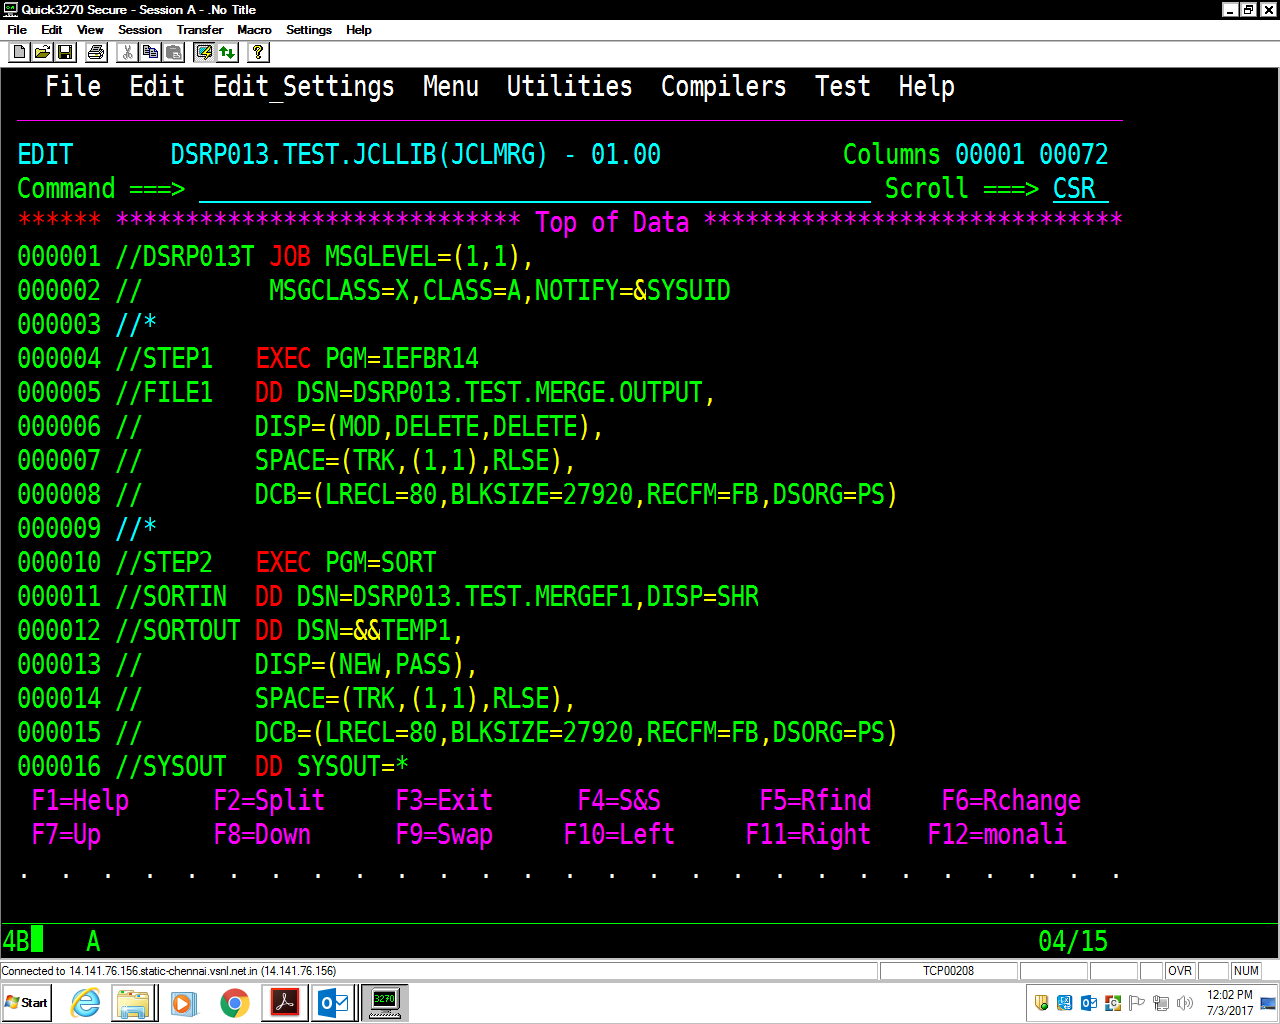 Quick3270 Secure - Session A - .No Title
File Edit View Session Transfer Macro Settings Help
File Edit Edit_Settings Menu Utilities Compilers Test Help
EDIT DSRP013.TEST.JCLLIB(JCLMRG) - 01.00 Columns 00001 00072
Command ===> Scroll ===> CSR
****** ***************************** Top of Data ******************************
000001 //DSRP013T JOB MSGLEVEL=(1,1),
000002 // MSGCLASS=X,CLASS=A,NOTIFY=&SYSUID
000003 //*
000004 //STEP1 EXEC PGM=IEFBR14
000005 //FILE1 DD DSN=DSRP013.TEST.MERGE.OUTPUT,
000006 // DISP=(MOD,DELETE,DELETE),
000007 // SPACE=(TRK,(1,1),RLSE),
000008 // DCB=(LRECL=80,BLKSIZE=27920,RECFM=FB,DSORG=PS)
000009 //*
000010 //STEP2 EXEC PGM=SORT
000011 //SORTIN DD DSN=DSRP013.TEST.MERGEF1,DISP=SHR
000012 //SORTOUT DD DSN=&&TEMP1,
000013 // DISP=(NEW,PASS),
000014 // SPACE=(TRK,(1,1),RLSE),
000015 // DCB=(LRECL=80,BLKSIZE=27920,RECFM=FB,DSORG=PS)
000016 //SYSOUT DD SYSOUT=*
F1=Help F2=Split F3=Exit F4=S&S F5=Rfind F6=Rchange
F7=Up F8=Down F9=Swap F10=Left F11=Right F12=monali
. . . . . . . . . . . . . . . . . . . . . . . . . . .
4B A 04/15
Connected to 14.141.76.156.static-chennai.vsnl.net.in (14.141.76.156) TCP00208 OVR NUM
Start 3270 12:02 PM
7/3/2017